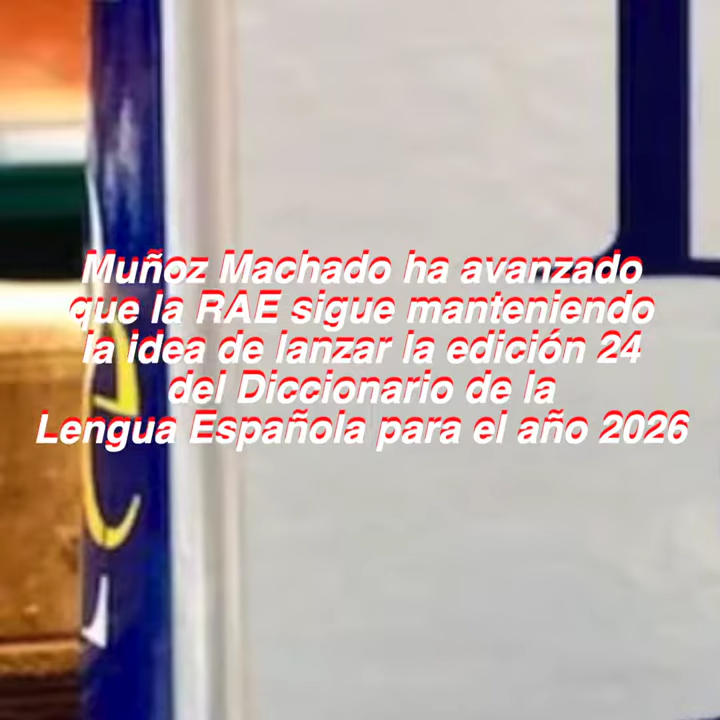 Muñoz Machado ha avanzado
que la RAE sigue manteniendo
la idea de lanzar la edición 24
del Diccionario de la
Lengua Española para el año 2026